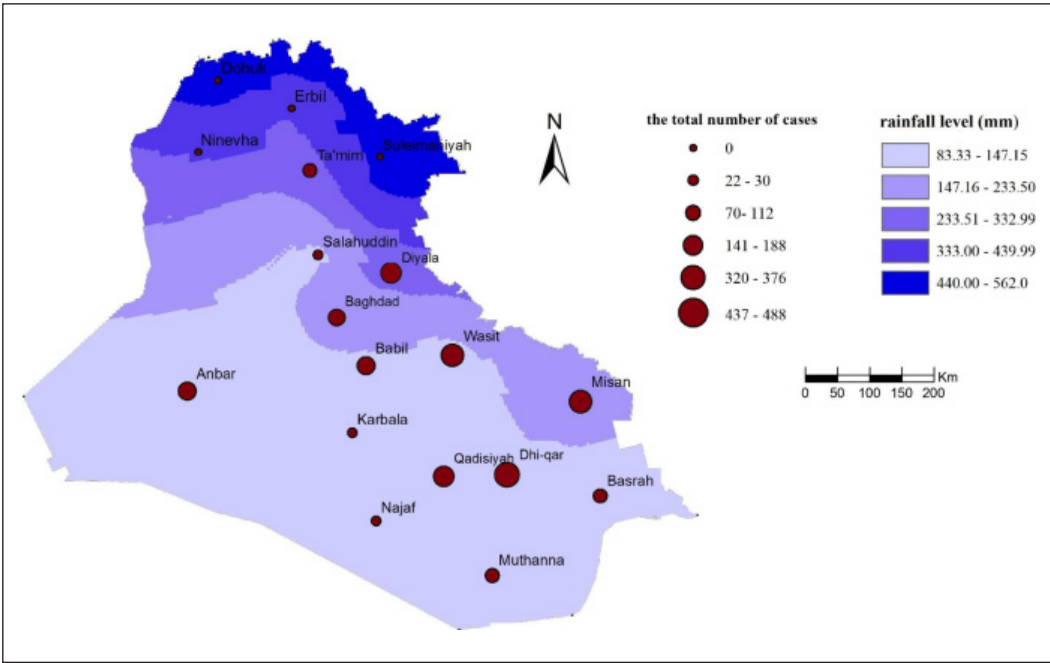 Dohuk
Erbil
Ninevha
Suleimaniyah
Ta'mim
Salahuddin
Diyala
Baghdad
Wasit
Babil
Anbar
Misan
Karbala
Qadisiyah
Dhi-qar
Basrah
Najaf
Muthanna
N
the total number of cases
0
22 - 30
70- 112
141 - 188
320 - 376
437 - 488
rainfall level (mm)
83.33 - 147.15
147.16 - 233.50
233.51 - 332.99
333.00 - 439.99
440.00 - 562.0
Km
0 50 100 150 200